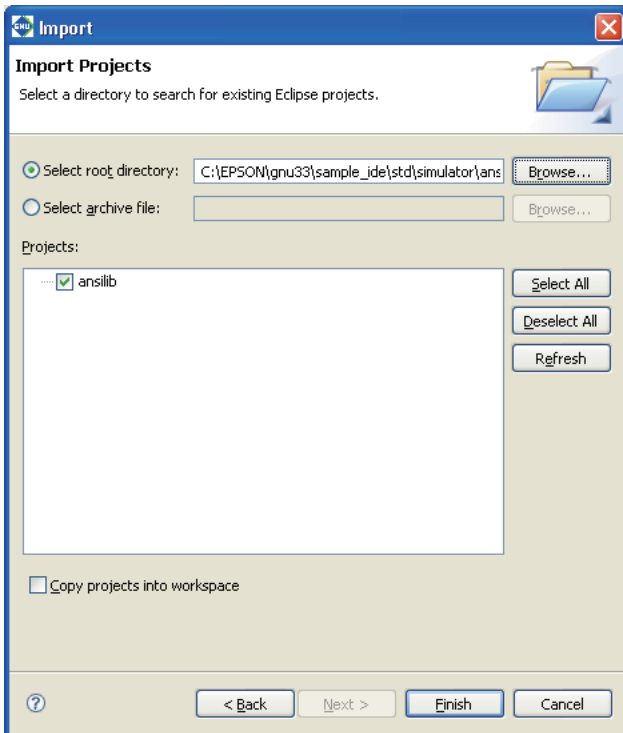 Import
Import Projects
Select a directory to search for existing Eclipse projects.
Select root directory: C:\EPSON\gnu33\sample_ide\std\simulator\ans Browse...
Select archive file: Browse...
Projects:
ansilib
Select All
Deselect All
Refresh
Copy projects into workspace
? < Back Next > Finish Cancel